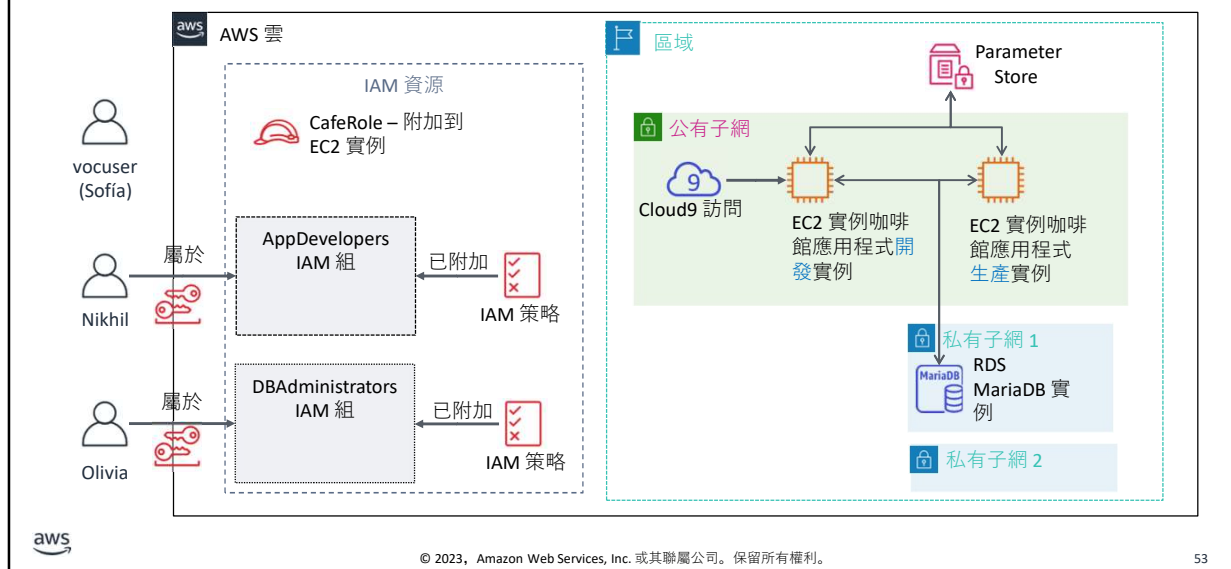 aws
AWS 雲
IAM 資源
CafeRole – 附加到
EC2 實例
vocuser
(Sofía)
AppDevelopers
IAM 組
屬於
已附加
IAM 策略
Nikhil
DBAdministrators
IAM 組
屬於
已附加
IAM 策略
Olivia
區域
Parameter
Store
公有子網
9
Cloud9 訪問
EC2 實例咖啡
館應用程式開
發實例
EC2 實例咖啡
館應用程式
生產實例
私有子網 1
MariaDB
RDS
MariaDB 實
例
私有子網 2
aws
© 2023，Amazon Web Services, Inc. 或其聯屬公司。保留所有權利。
53